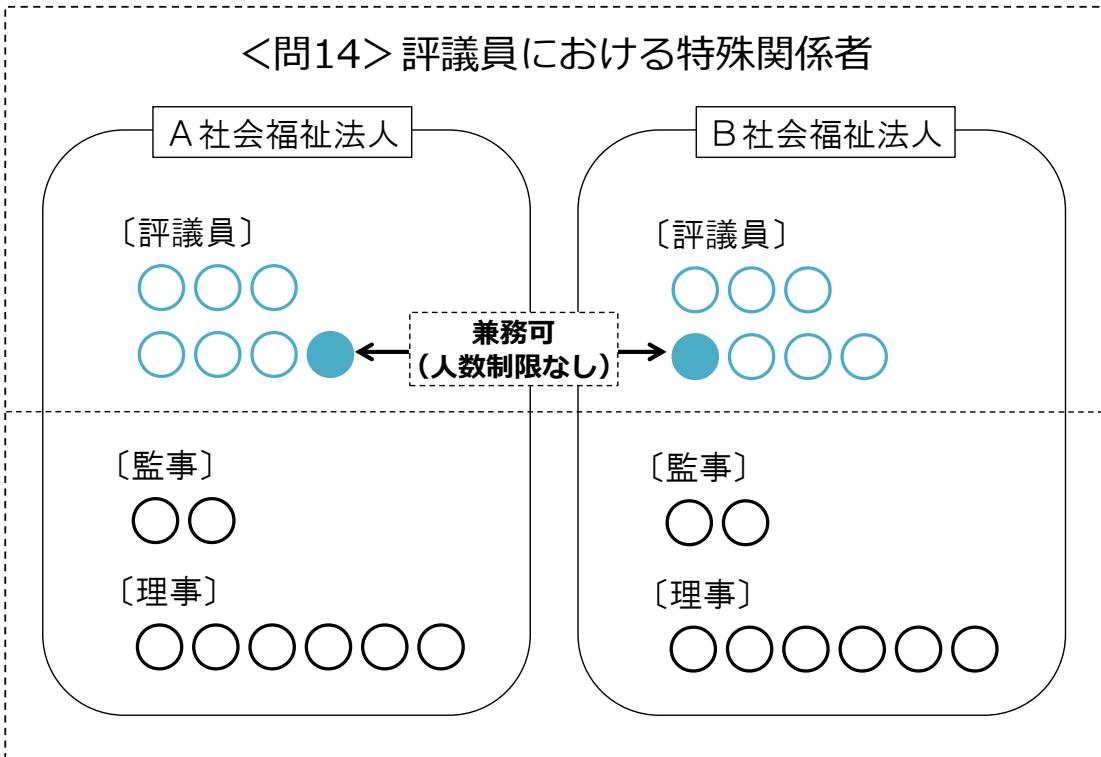 ＜問14＞評議員における特殊関係者
Ａ社会福祉法人
Ｂ社会福祉法人
〔評議員〕
〔評議員〕
兼務可
（人数制限なし）
〔監事〕
〔監事〕
〔理事〕
〔理事〕